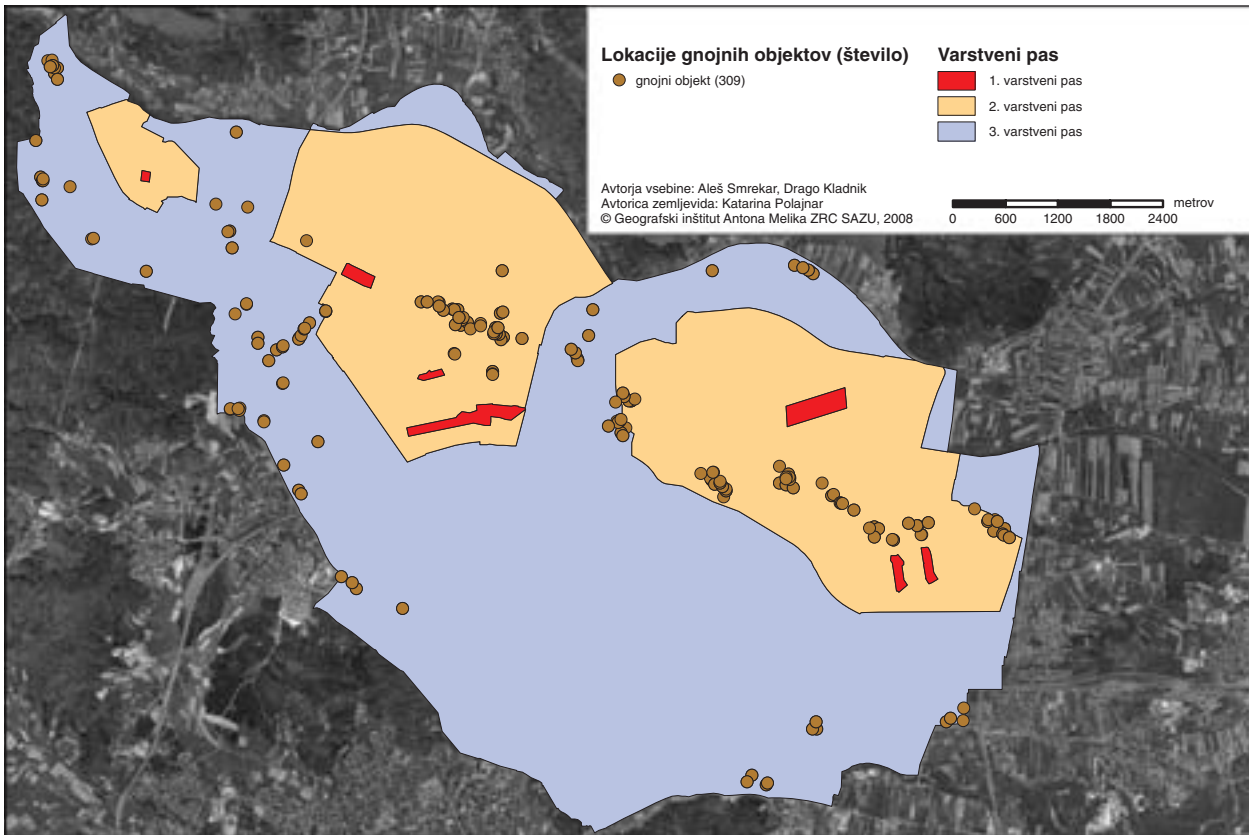 Lokacije gnojnih objektov (število)
gnojni objekt (309)
Varstveni pas
1. varstveni pas
2. varstveni pas
3. varstveni pas
Avtorja vsebine: Aleš Smrekar, Drago Kladnik
Avtorica zemljevida: Katarina Polajnar
© Geografski inštitut Antona Melika ZRC SAZU, 2008
metrov
0 600 1200 1800 2400